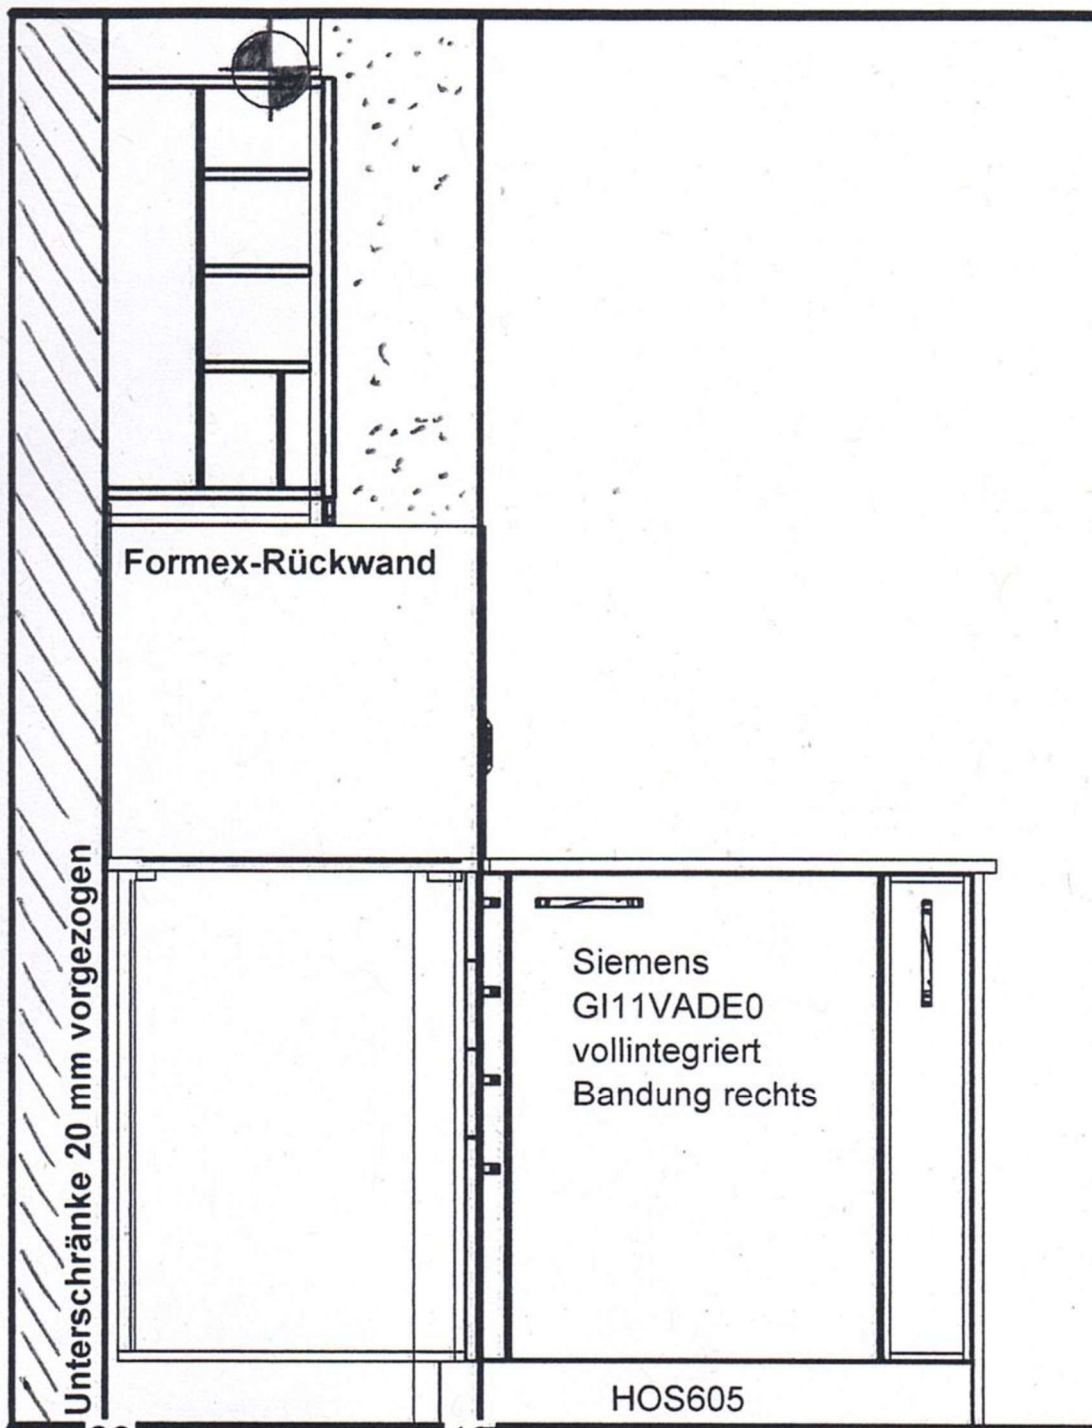 Formex-Rückwand
Unterschränke 20 mm vorgezogen
Siemens
GI11VADE0
vollintegriert
Bandung rechts
HOS605